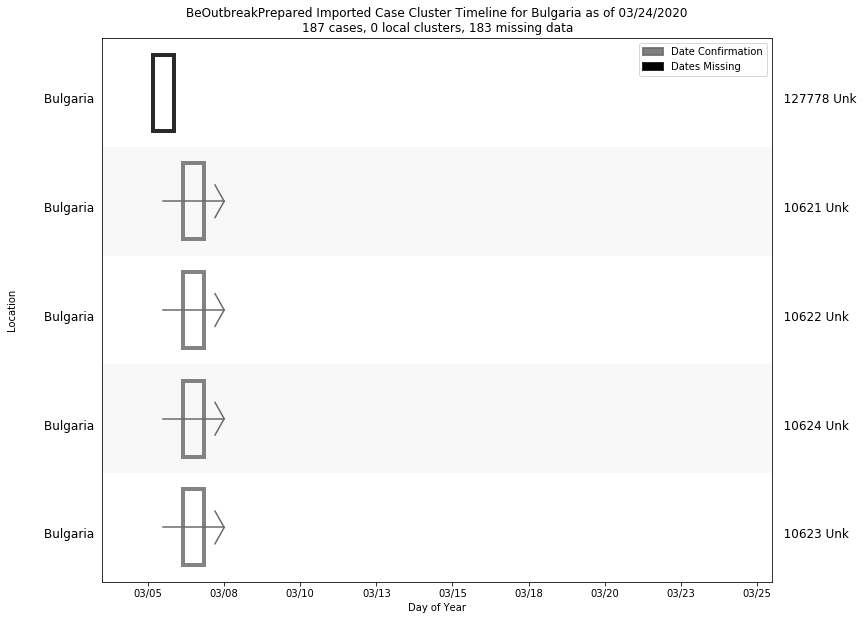 BeOutbreakPrepared Imported Case Cluster Timeline for Bulgaria as of 03/24/2020
187 cases, 0 local clusters, 183 missing data
Date Confirmation
Dates Missing
Bulgaria
127778 Unk
Bulgaria
10621 Unk
Bulgaria
10622 Unk
Bulgaria
10624 Unk
Bulgaria
10623 Unk
Location
03/05
03/08
03/10
03/13
03/15
03/18
03/20
03/23
03/25
Day of Year